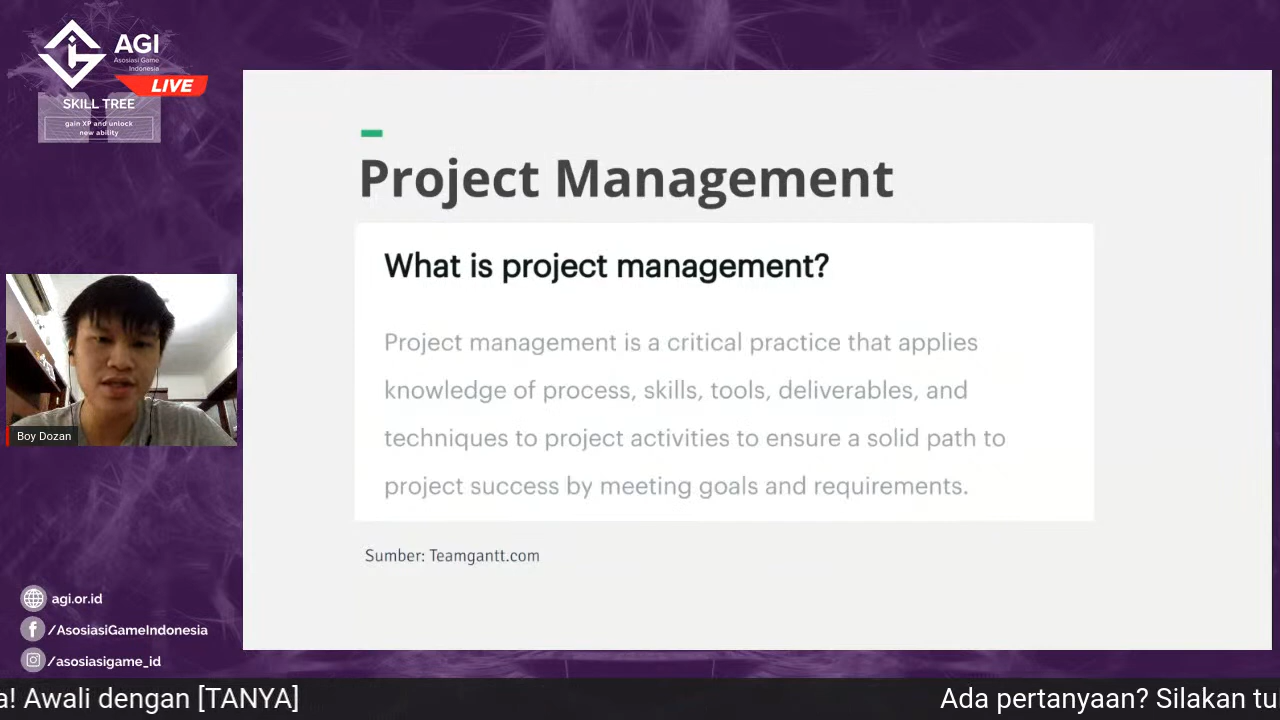 AGI
Asosiasi Game
Indonesia
LIVE
SKILL TREE
gain XP and unlock
new ability
Project Management
What is project management?
Project management is a critical practice that applies
knowledge of process, skills, tools, deliverables, and
techniques to project activities to ensure a solid path to
project success by meeting goals and requirements.
Sumber: Teamgantt.com
Boy Dozan
agi.or.id
/AsosiasiGameIndonesia
/asosiasigame_id
a! Awali dengan [TANYA]
Ada pertanyaan? Silakan tu